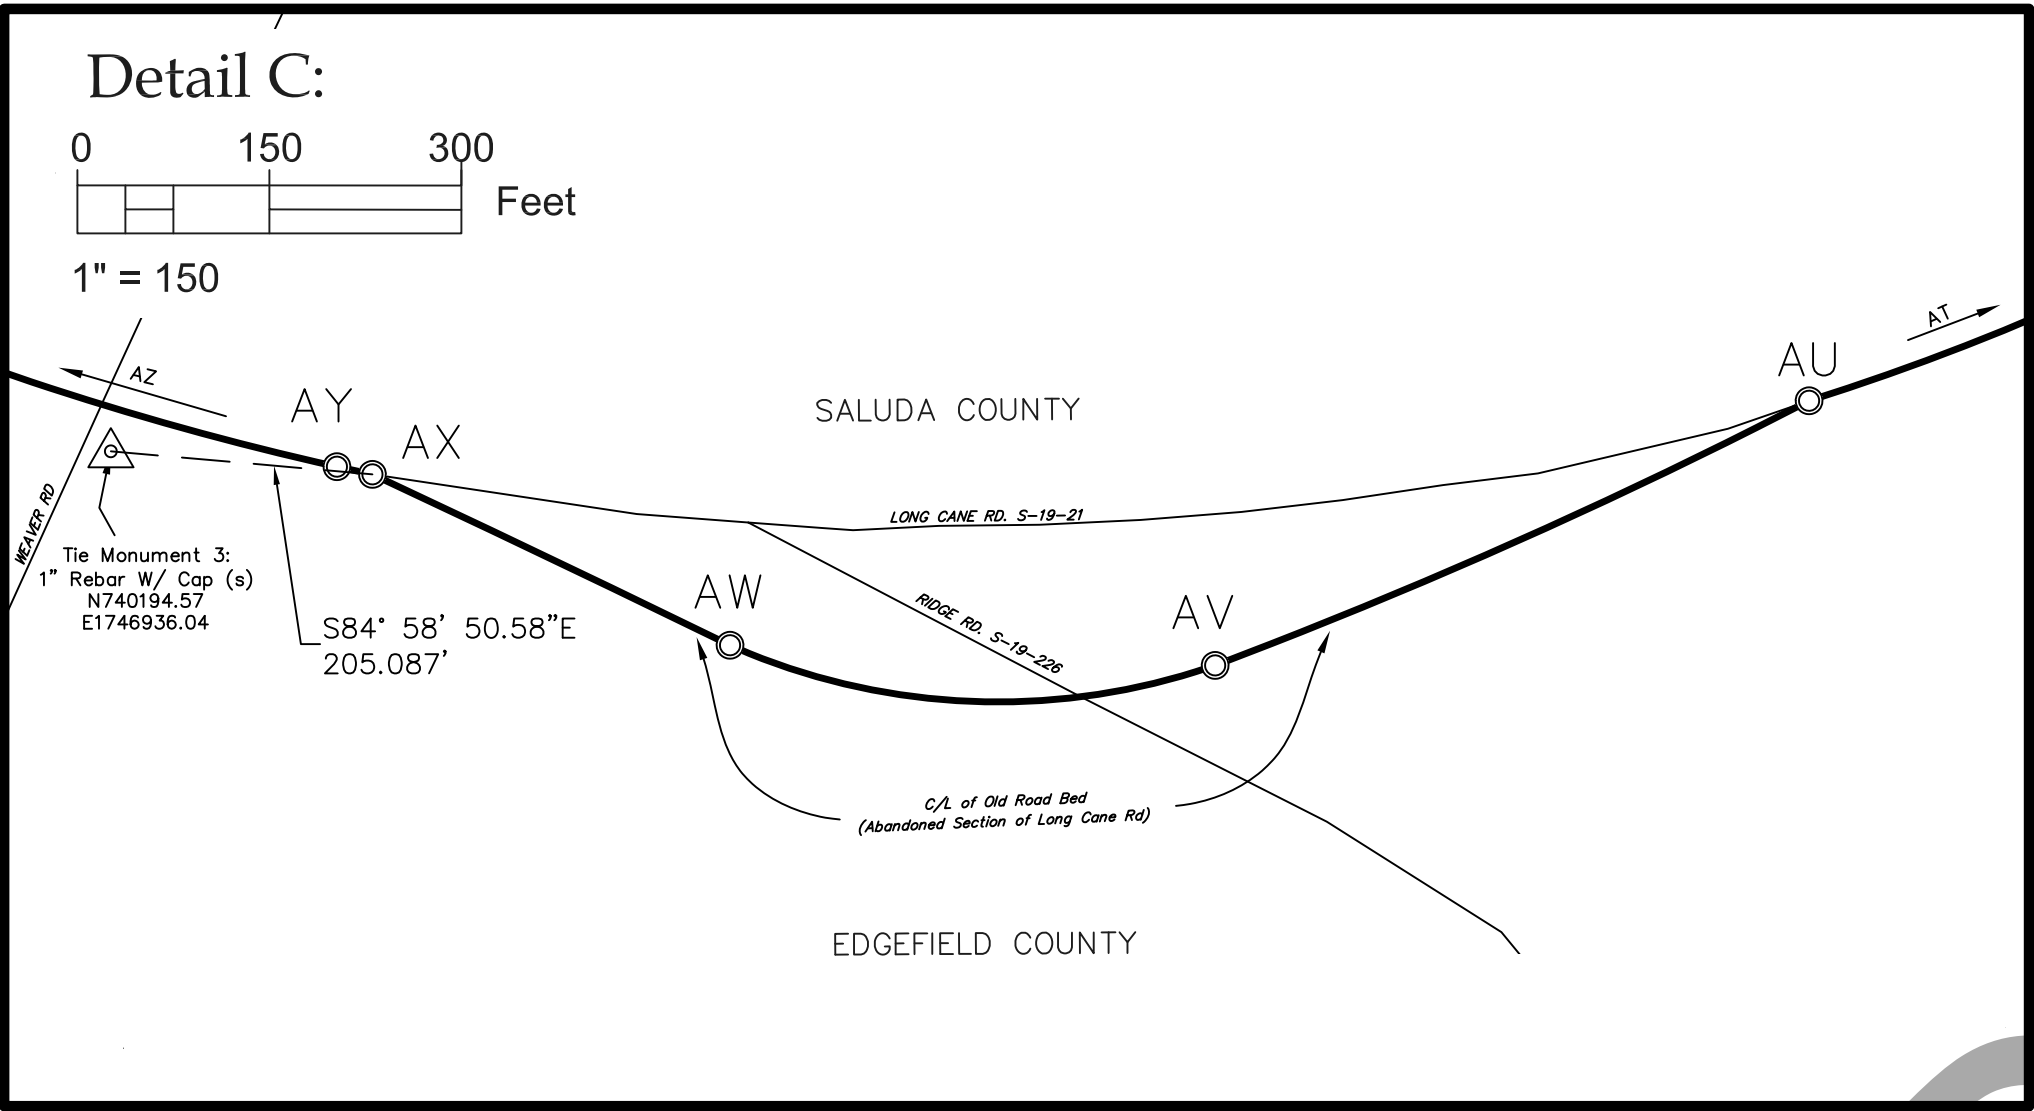 Detail C:
0 150 300
Feet
1" = 150
AT
AU
AZ
AY
AX
SALUDA COUNTY
WEAVER RD
LONG CANE RD. S-19-21
Tie Monument 3:
1" Rebar W/ Cap (s)
N740194.57
E1746936.04
S84° 58' 50.58"E
205.087'
AW
RIDGE RD. S-19-226
AV
C/L of Old Road Bed
(Abandoned Section of Long Cane Rd)
EDGEFIELD COUNTY